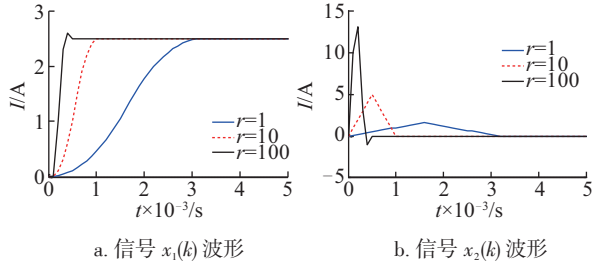 3
2
1
0
I/A
r=1
r=10
r=100
0 1 2 3 4 5
t×10⁻³/s
a. 信号 x₁(k) 波形
15
10
5
0
−5
I/A
r=1
r=10
r=100
0 1 2 3 4 5
t×10⁻³/s
b. 信号 x₂(k) 波形